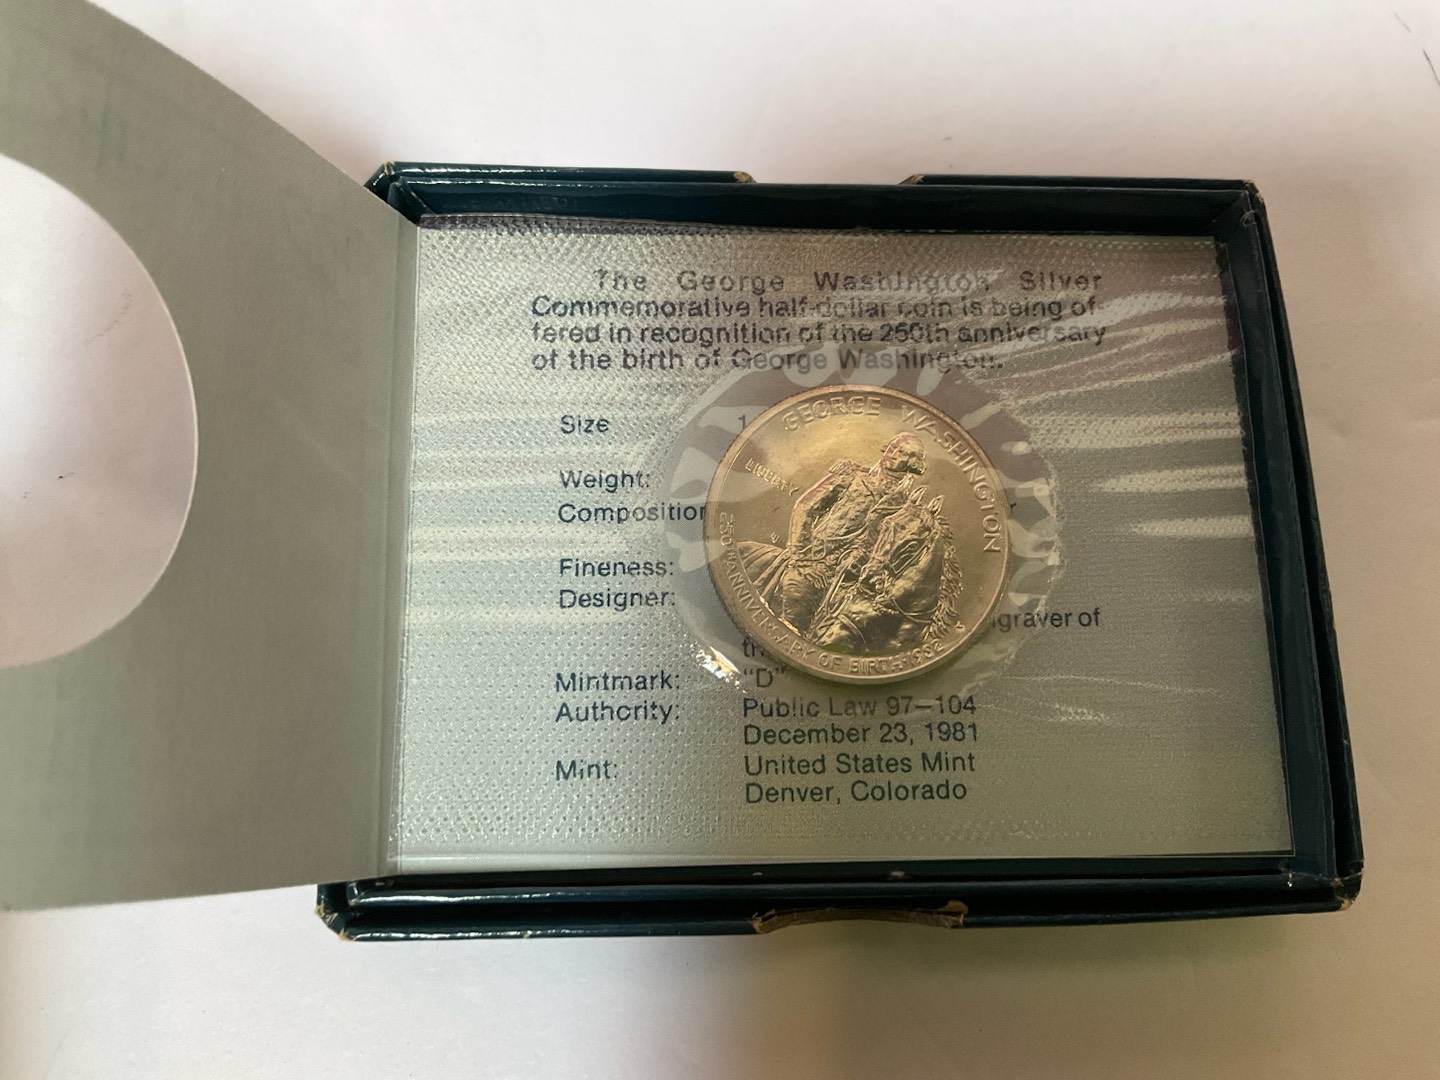 The George Washington Silver
Commemorative half-dollar coin is being of-
fered in recognition of the 250th anniversary
of the birth of George Washington.
Size 1
Weight:
Composition
Fineness:
Designer:
graver of
Mintmark: "D"
Authority: Public Law 97–104
December 23, 1981
Mint: United States Mint
Denver, Colorado
GEORGE WASHINGTON
LIBERTY
250TH ANNIVERSARY OF BIRTH 1982